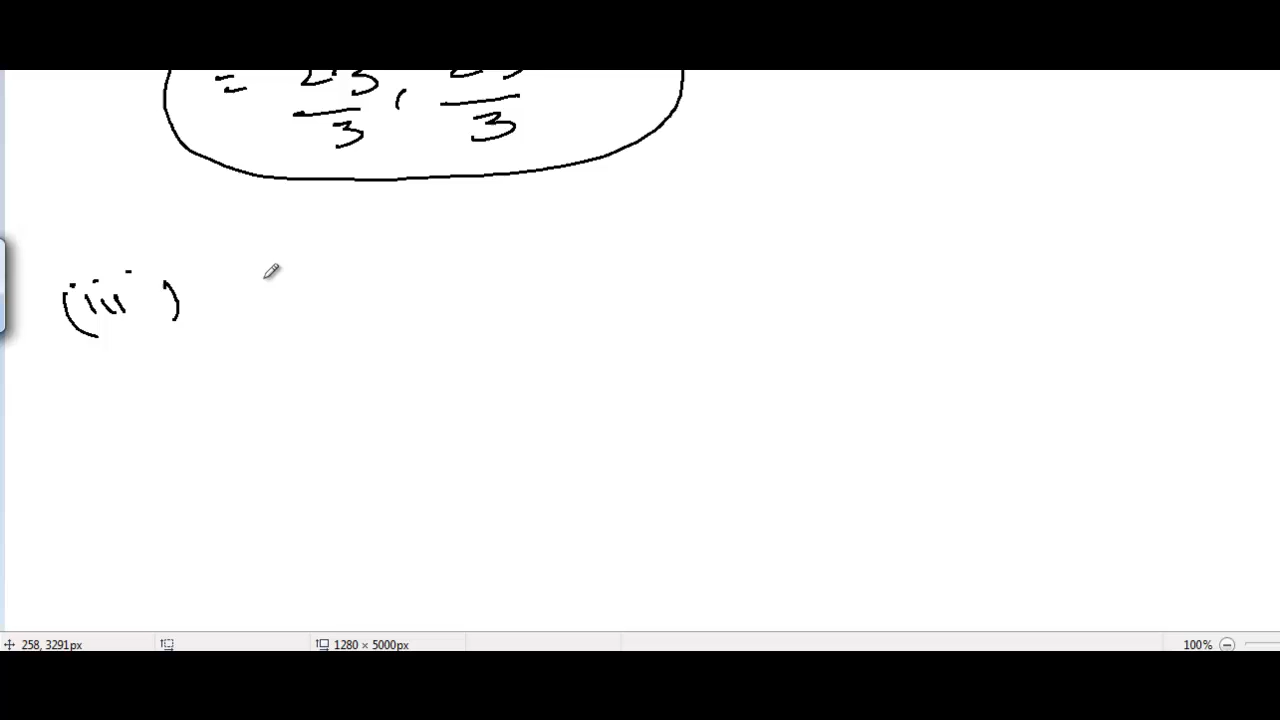 = 23/3 , 23/3
(iii)
258, 3291px 1280 × 5000px 100%